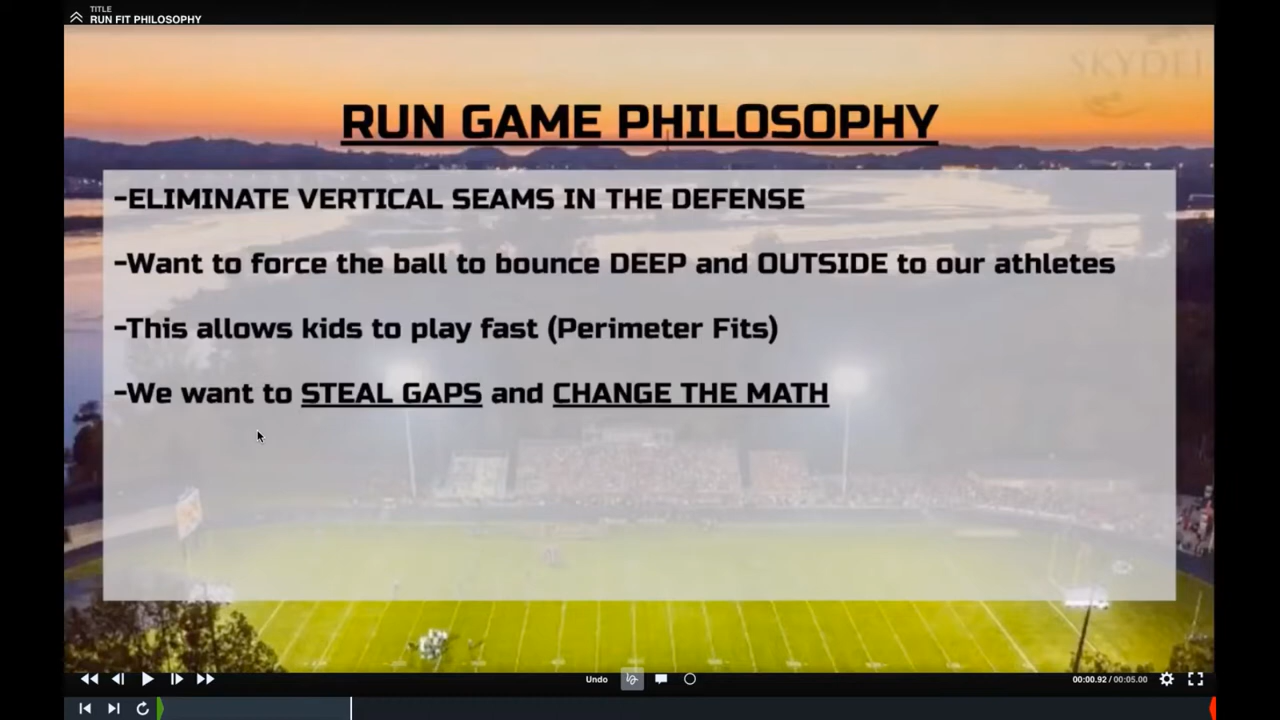 TITLE
RUN FIT PHILOSOPHY
RUN GAME PHILOSOPHY
-ELIMINATE VERTICAL SEAMS IN THE DEFENSE
-Want to force the ball to bounce DEEP and OUTSIDE to our athletes
-This allows kids to play fast (Perimeter Fits)
-We want to STEAL GAPS and CHANGE THE MATH
Undo
00:00.92 / 00:05.00